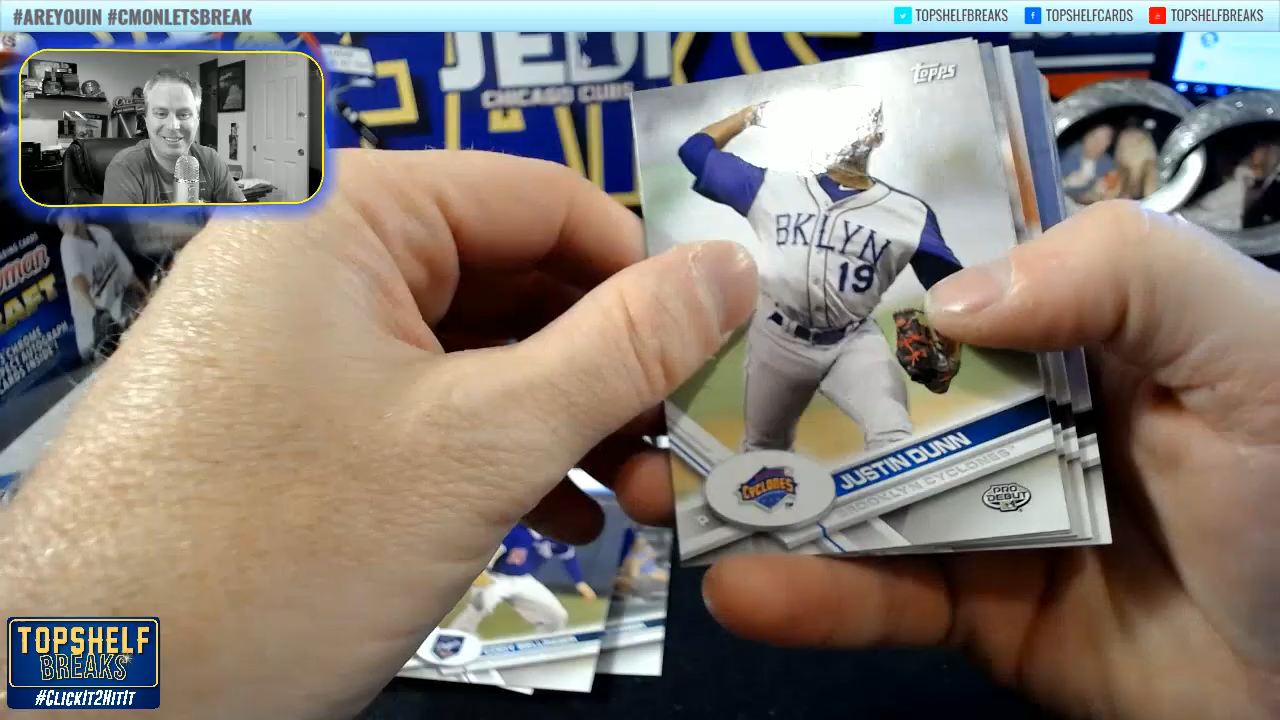 #AREYOUIN #CMONLETSBREAK
TOPSHELFBREAKS
TOPSHELFCARDS
TOPSHELFBREAKS
JEDI
CHICAGO CUBS
topps
BKLYN
19
JUSTIN DUNN
BROOKLYN CYCLONES™
CYCLONES
PRO
DEBUT
TOPSHELF
BREAKS
#CLICKIT2HITIT